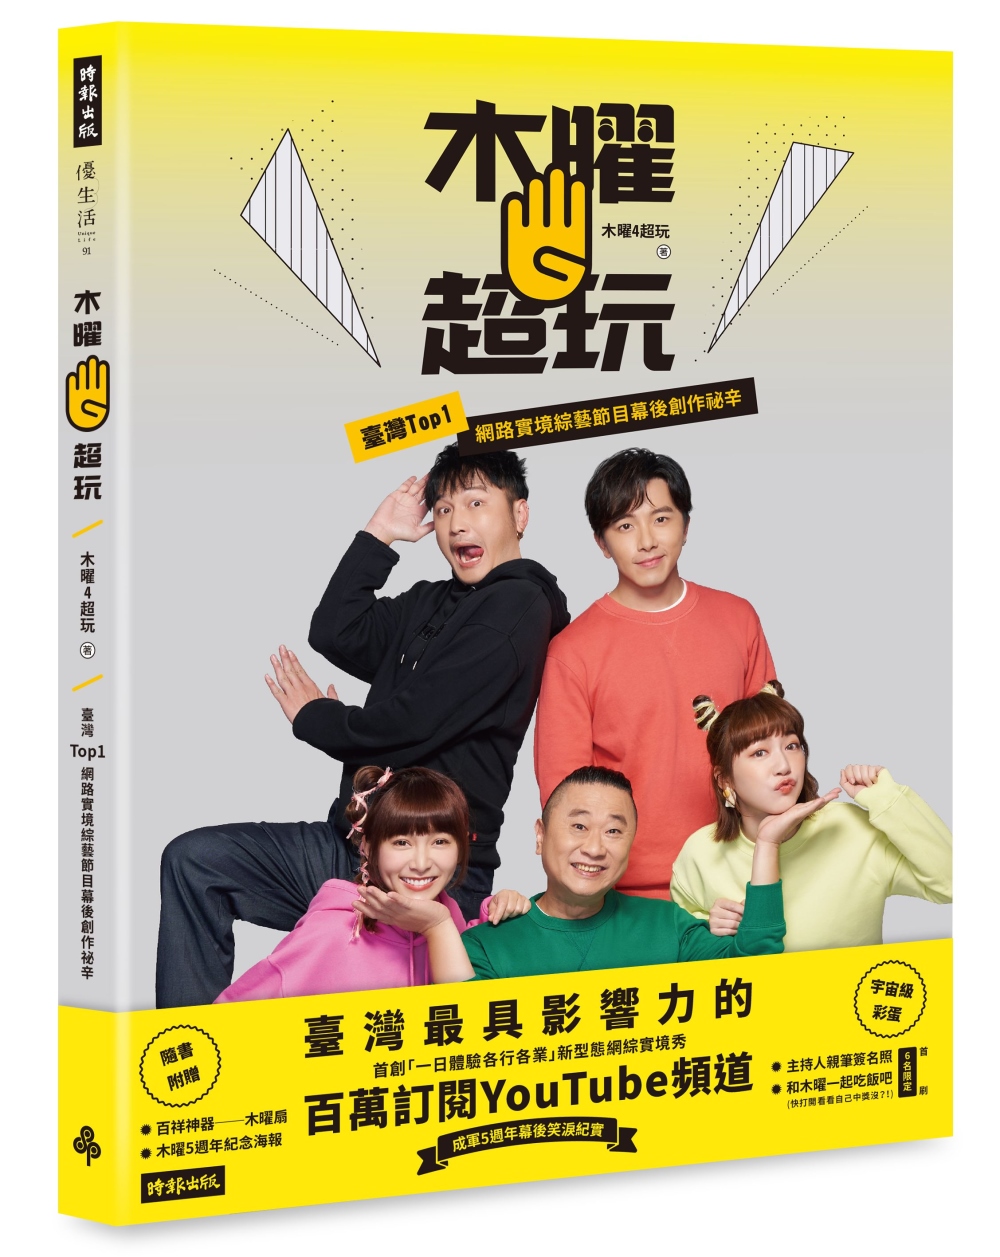 時報出版
優生活
Unique Life
91
木曜
超玩
木曜4超玩
著
臺灣
Top1
網路實境綜藝節目幕後創作祕辛
木曜
木曜4超玩
著
超玩
臺灣Top1
網路實境綜藝節目幕後創作祕辛
臺灣最具影響力的
首創「一日體驗各行各業」新型態網綜實境秀
百萬訂閱YouTube頻道
成軍5週年幕後笑淚紀實
隨書
附贈
百祥神器──木曜扇
木曜5週年紀念海報
時報出版
宇宙級
彩蛋
主持人親筆簽名照
和木曜一起吃飯吧
(快打開看看自己中獎沒?!)
首刷
6名限定